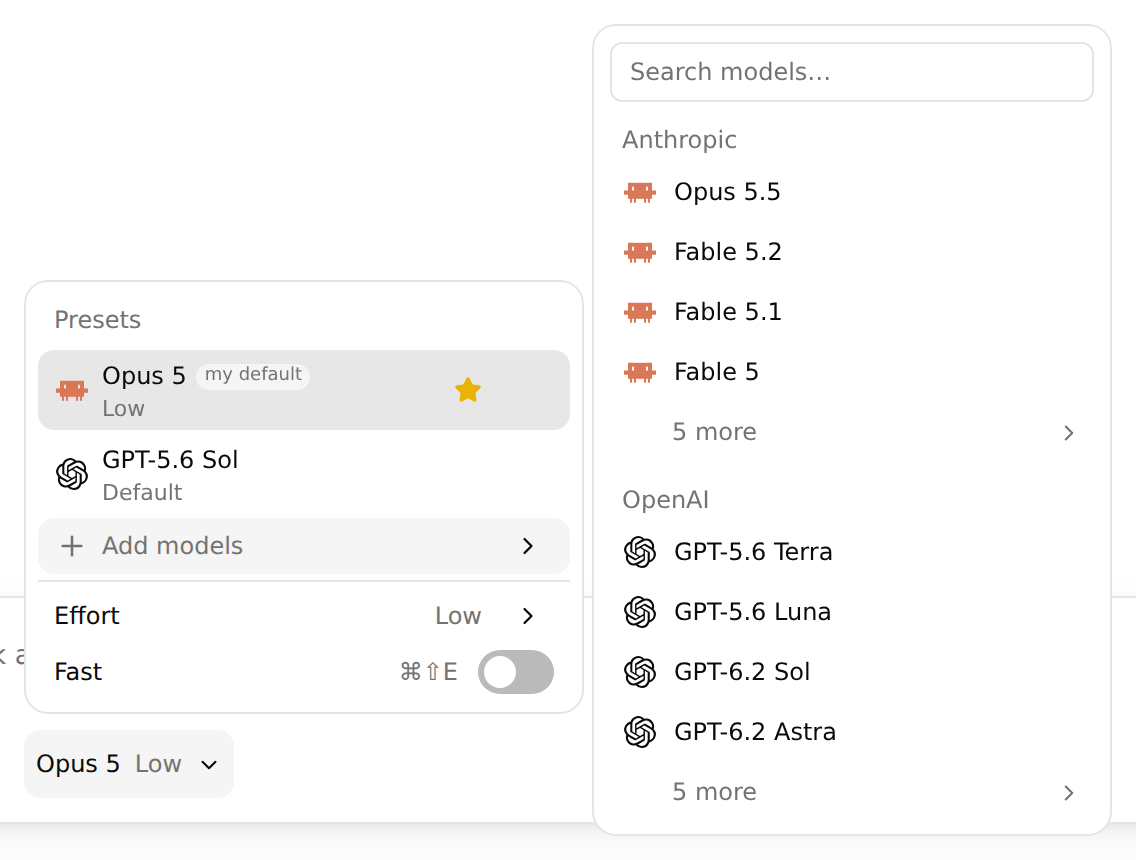 Search models...
Anthropic
Opus 5.5
Fable 5.2
Fable 5.1
Fable 5
5 more
OpenAI
GPT-5.6 Terra
GPT-5.6 Luna
GPT-6.2 Sol
GPT-6.2 Astra
5 more
Presets
Opus 5 my default
Low
GPT-5.6 Sol
Default
Add models
Effort Low
Fast ⌘⇧E
Opus 5 Low